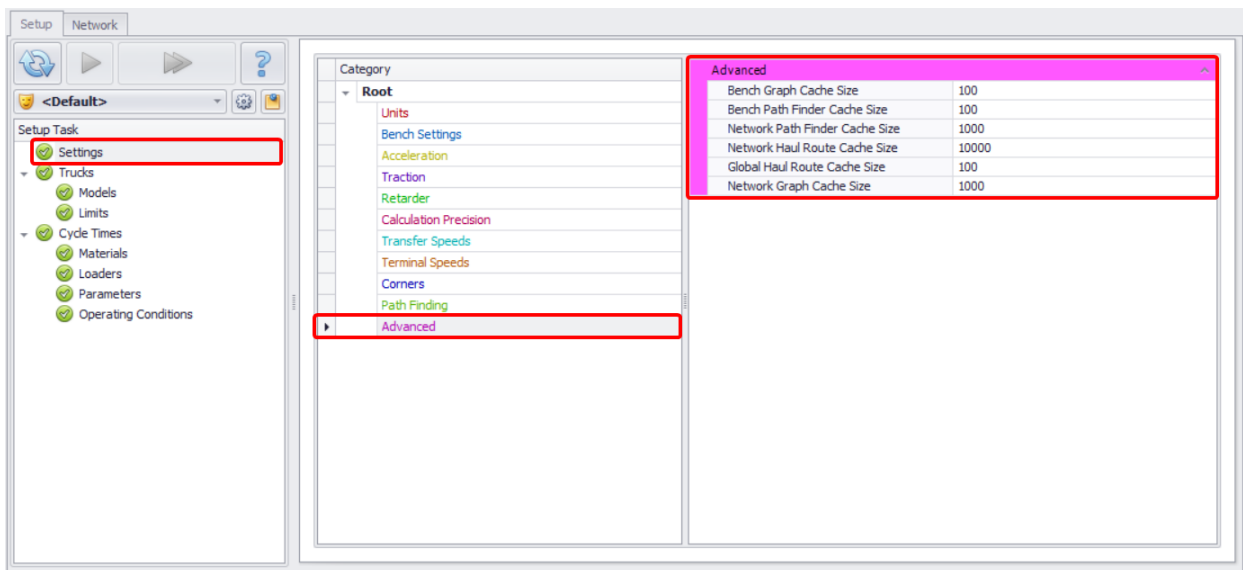 Setup Network
<Default>
Setup Task
Settings
Trucks
Models
Limits
Cycle Times
Materials
Loaders
Parameters
Operating Conditions
Category
Root
Units
Bench Settings
Acceleration
Traction
Retarder
Calculation Precision
Transfer Speeds
Terminal Speeds
Corners
Path Finding
Advanced
Advanced
Bench Graph Cache Size 100
Bench Path Finder Cache Size 100
Network Path Finder Cache Size 1000
Network Haul Route Cache Size 10000
Global Haul Route Cache Size 100
Network Graph Cache Size 1000